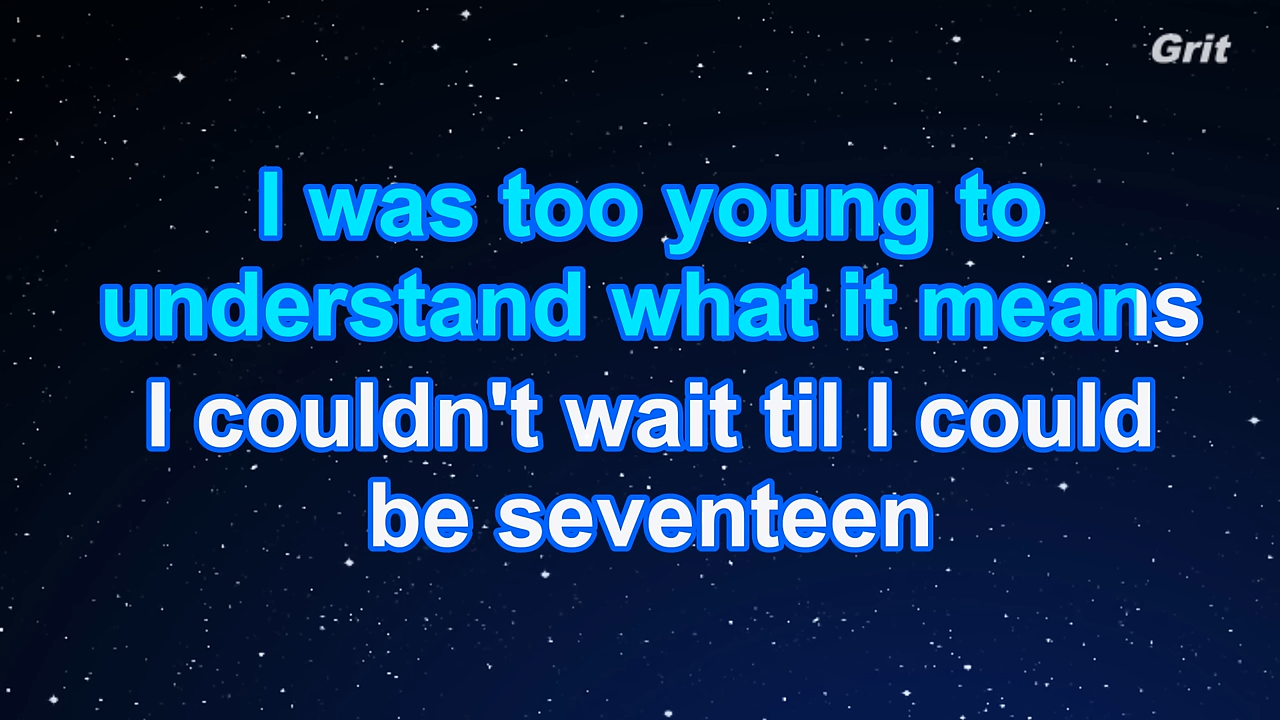 Grit
I was too young to
understand what it means
I couldn't wait til I could
be seventeen